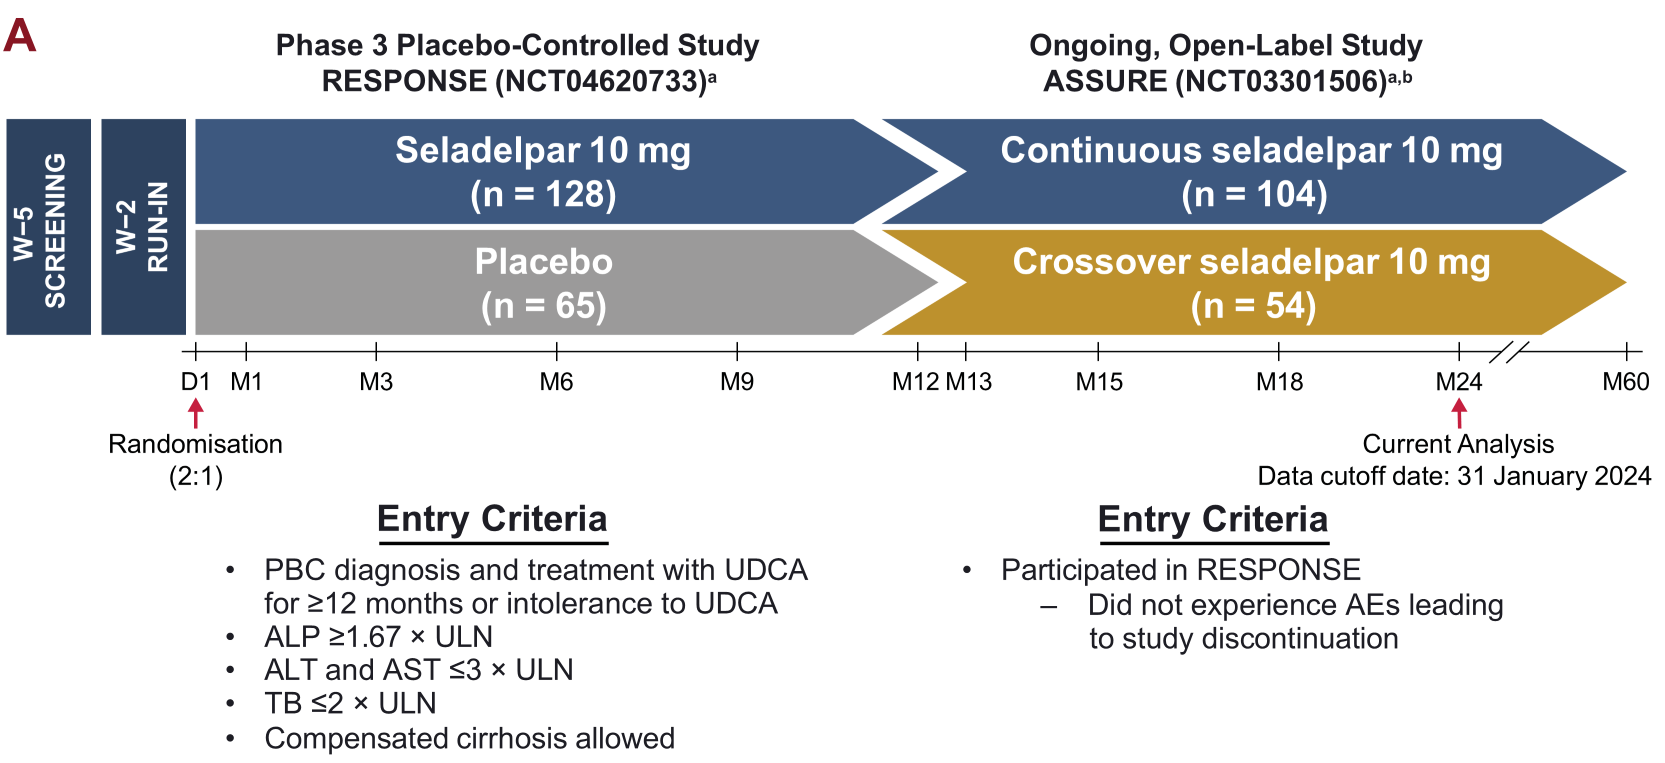 A
Phase 3 Placebo-Controlled Study
RESPONSE (NCT04620733)ᵃ
Ongoing, Open-Label Study
ASSURE (NCT03301506)ᵃ,ᵇ
W–5
SCREENING
W–2
RUN-IN
Seladelpar 10 mg
(n = 128)
Continuous seladelpar 10 mg
(n = 104)
Placebo
(n = 65)
Crossover seladelpar 10 mg
(n = 54)
D1 M1 M3 M6 M9 M12 M13 M15 M18 M24 M60
Randomisation
(2:1)
Current Analysis
Data cutoff date: 31 January 2024
Entry Criteria
• PBC diagnosis and treatment with UDCA
for ≥12 months or intolerance to UDCA
• ALP ≥1.67 × ULN
• ALT and AST ≤3 × ULN
• TB ≤2 × ULN
• Compensated cirrhosis allowed
Entry Criteria
• Participated in RESPONSE
– Did not experience AEs leading
to study discontinuation